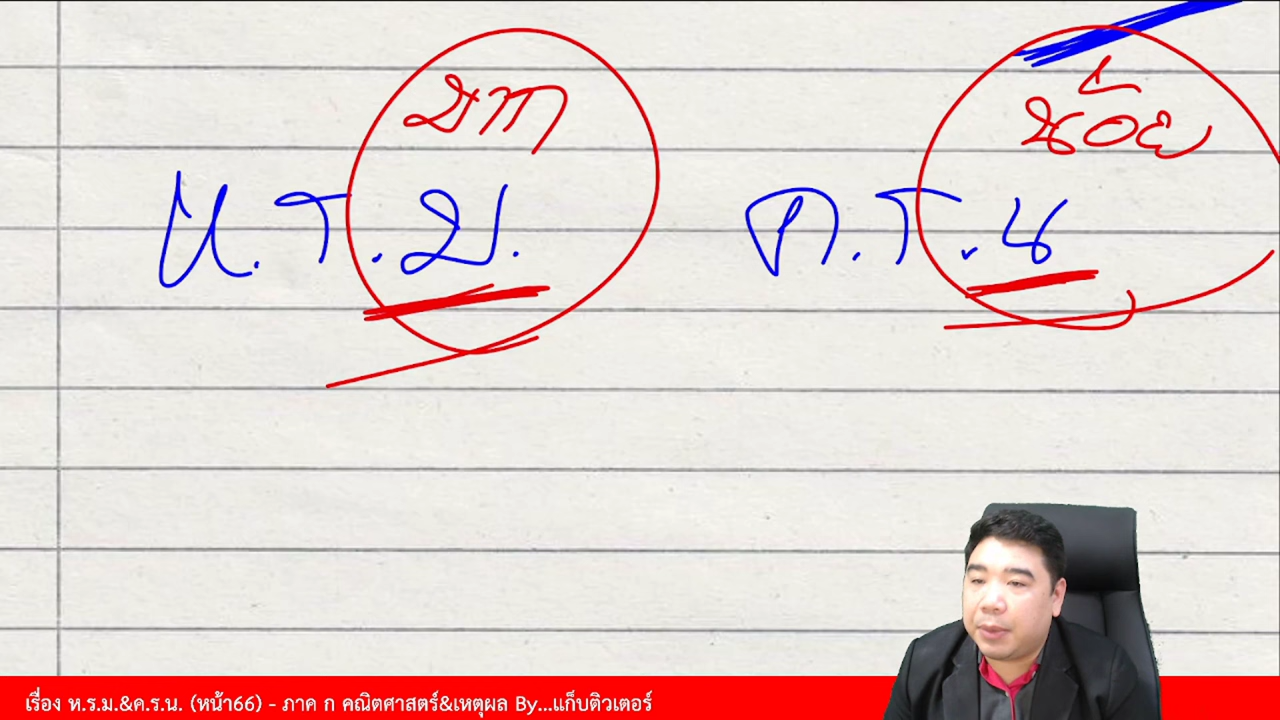 มาก น้อย
ห.ร.ม. ค.ร.น
เรื่อง ห.ร.ม.&ค.ร.น. (หน้า66) - ภาค ก คณิตศาสตร์&เหตุผล By...แก็บติวเตอร์